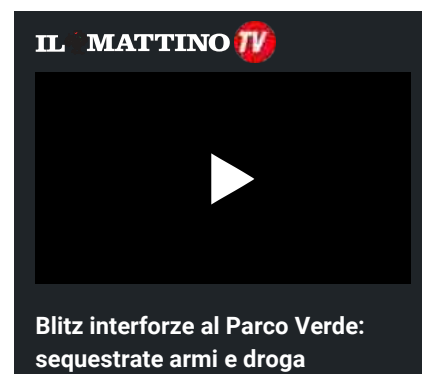 IL MATTINO TV
Blitz interforze al Parco Verde:
sequestrate armi e droga